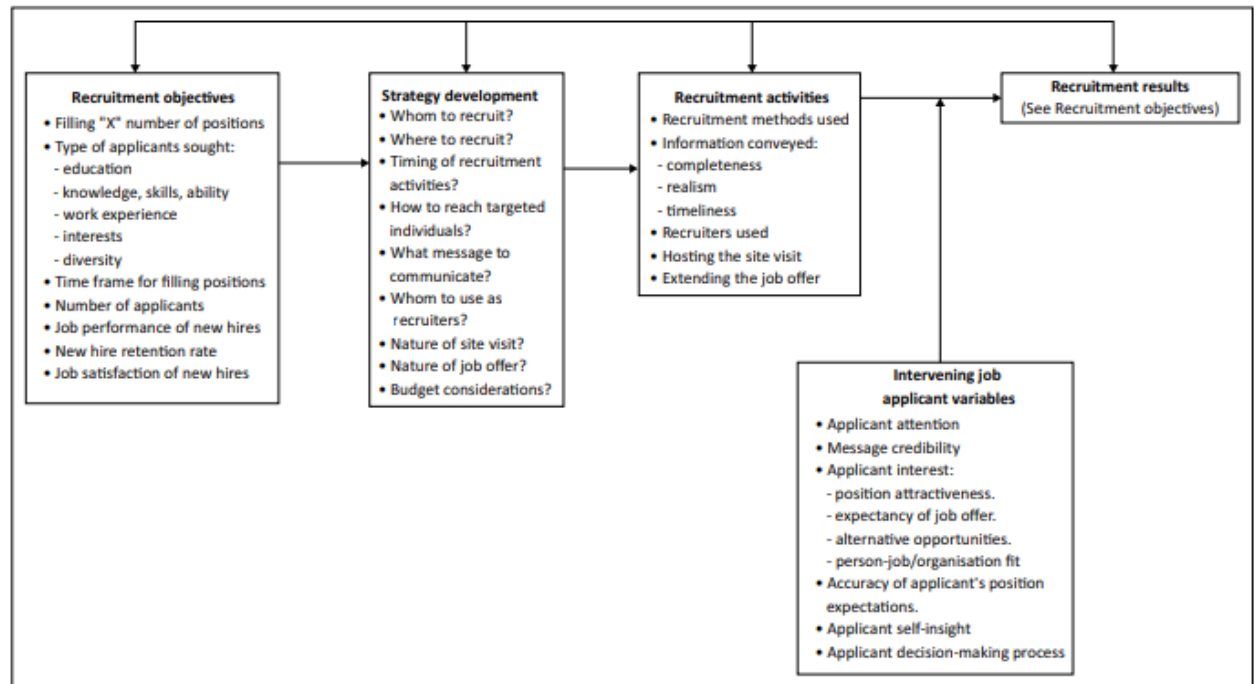 Recruitment objectives
• Filling "X" number of positions
• Type of applicants sought:
- education
- knowledge, skills, ability
- work experience
- interests
- diversity
• Time frame for filling positions
• Number of applicants
• Job performance of new hires
• New hire retention rate
• Job satisfaction of new hires
Strategy development
• Whom to recruit?
• Where to recruit?
• Timing of recruitment
activities?
• How to reach targeted
individuals?
• What message to
communicate?
• Whom to use as
recruiters?
• Nature of site visit?
• Nature of job offer?
• Budget considerations?
Recruitment activities
• Recruitment methods used
• Information conveyed:
- completeness
- realism
- timeliness
• Recruiters used
• Hosting the site visit
• Extending the job offer
Recruitment results
(See Recruitment objectives)
Intervening job
applicant variables
• Applicant attention
• Message credibility
• Applicant interest:
- position attractiveness.
- expectancy of job offer.
- alternative opportunities.
- person-job/organisation fit
• Accuracy of applicant's position
expectations.
• Applicant self-insight
• Applicant decision-making process